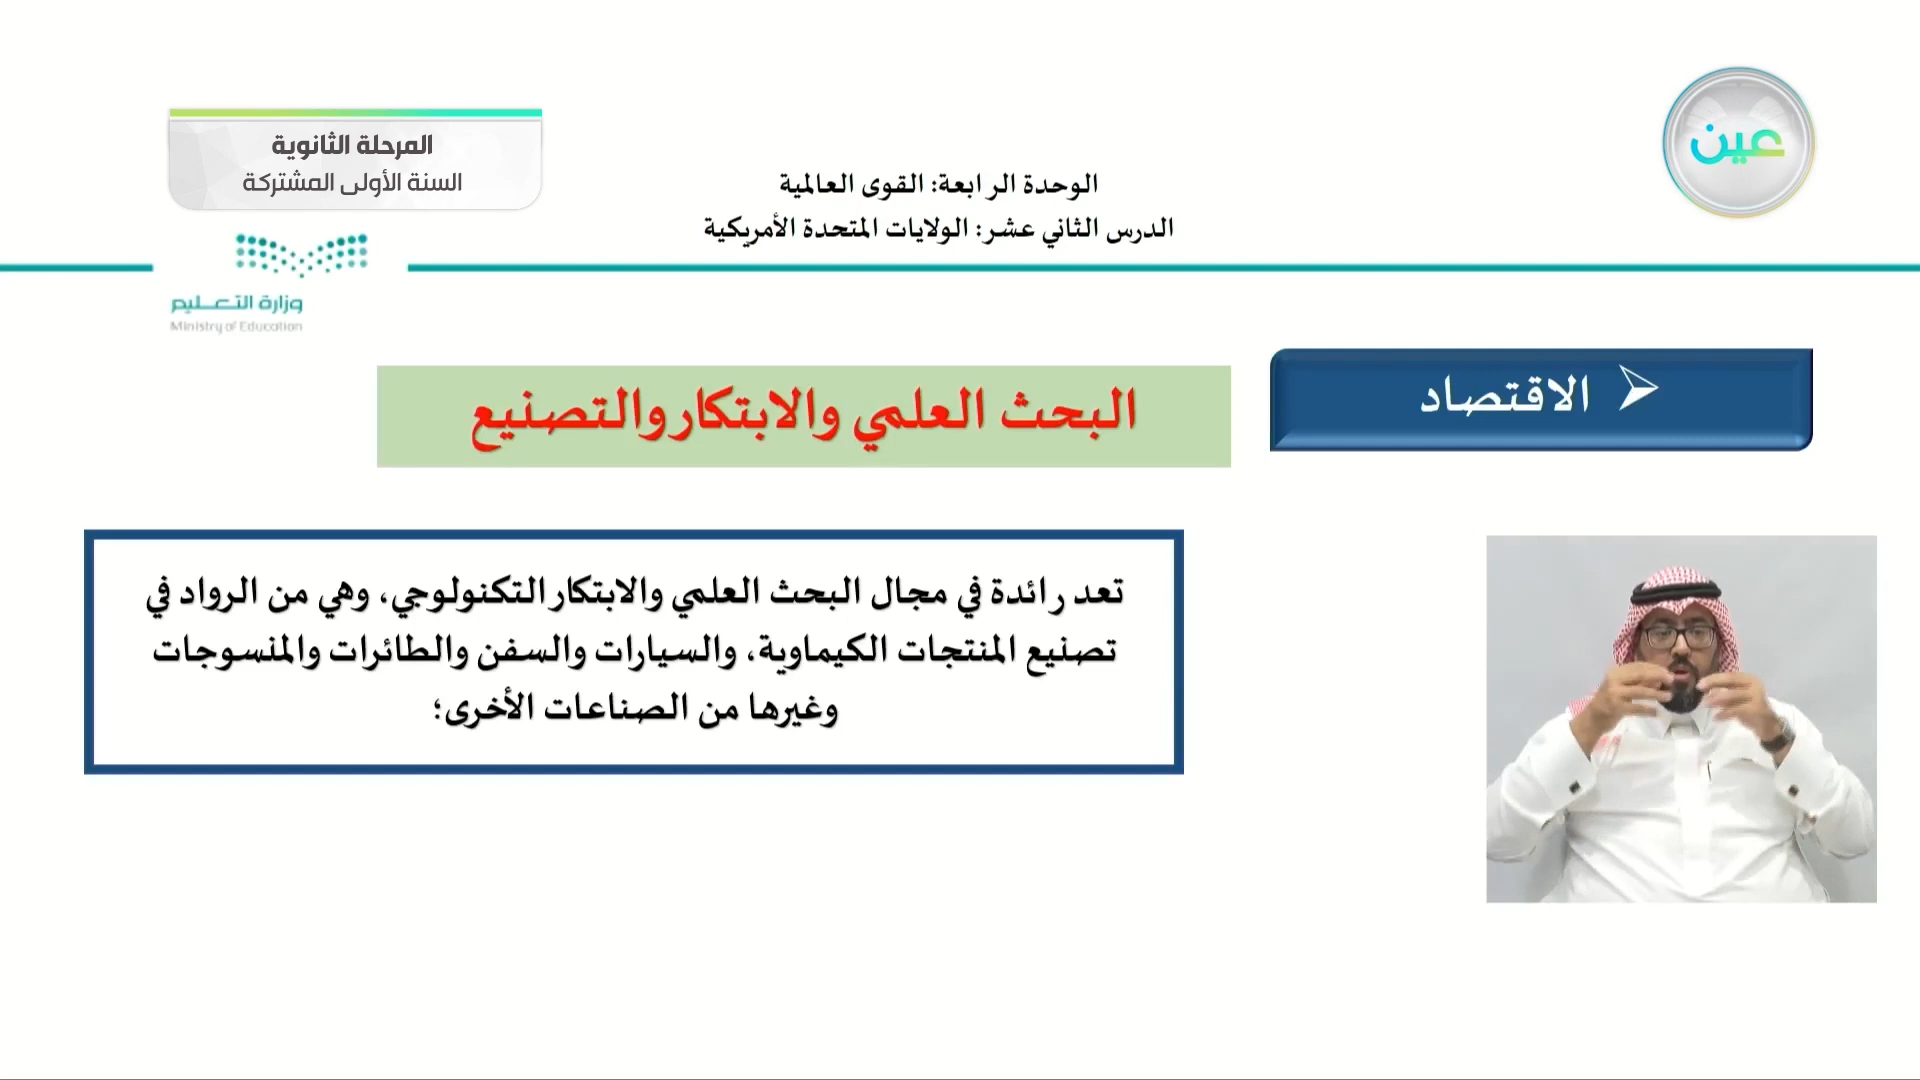 عين
المرحلة الثانوية
السنة الأولى المشتركة
الوحدة الرابعة: القوى العالمية
الدرس الثاني عشر: الولايات المتحدة الأمريكية
وزارة التعليم
Ministry of Education
الاقتصاد
البحث العلمي والابتكار والتصنيع
تعد رائدة في مجال البحث العلمي والابتكار التكنولوجي، وهي من الرواد في
تصنيع المنتجات الكيماوية، والسيارات والسفن والطائرات والمنسوجات
وغيرها من الصناعات الأخرى؛